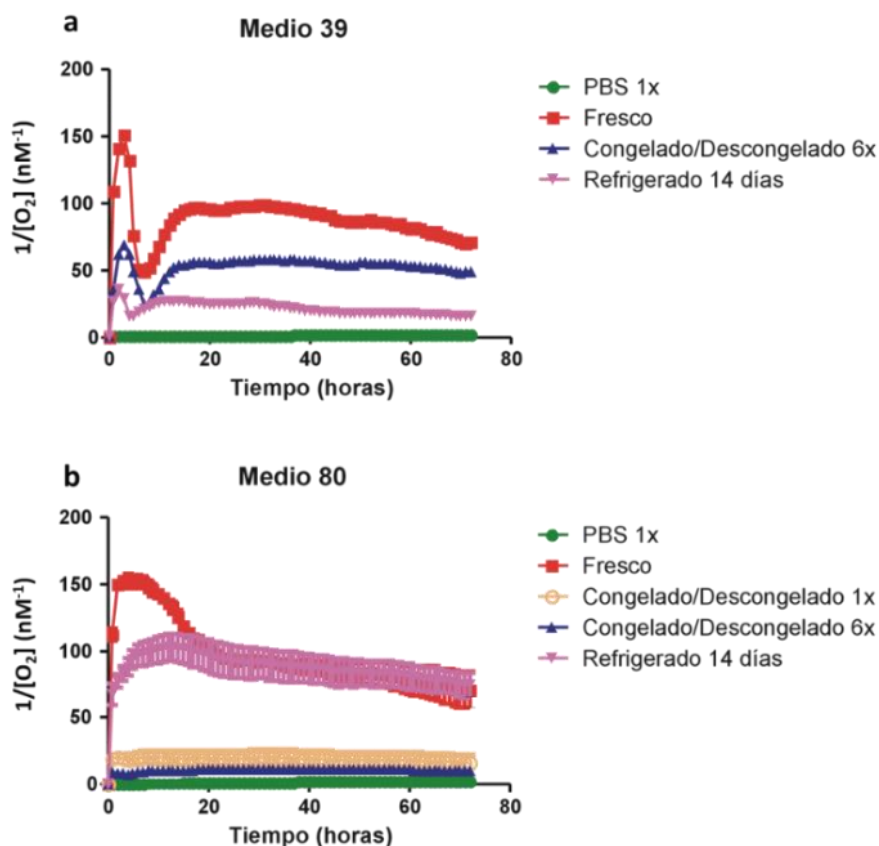 a
Medio 39
1/[O₂] (nM⁻¹)
200
150
100
50
0
0 20 40 60 80
Tiempo (horas)
PBS 1x
Fresco
Congelado/Descongelado 6x
Refrigerado 14 días
b
Medio 80
1/[O₂] (nM⁻¹)
200
150
100
50
0
0 20 40 60 80
Tiempo (horas)
PBS 1x
Fresco
Congelado/Descongelado 1x
Congelado/Descongelado 6x
Refrigerado 14 días